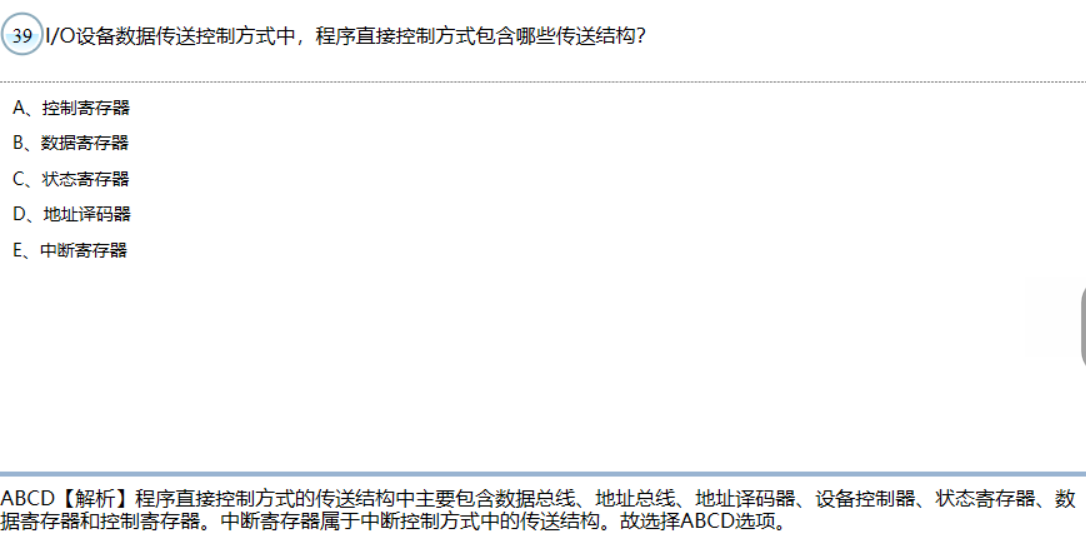 39 I/O设备数据传送控制方式中，程序直接控制方式包含哪些传送结构？
A、控制寄存器
B、数据寄存器
C、状态寄存器
D、地址译码器
E、中断寄存器
ABCD【解析】程序直接控制方式的传送结构中主要包含数据总线、地址总线、地址译码器、设备控制器、状态寄存器、数
据寄存器和控制寄存器。中断寄存器属于中断控制方式中的传送结构。故选择ABCD选项。